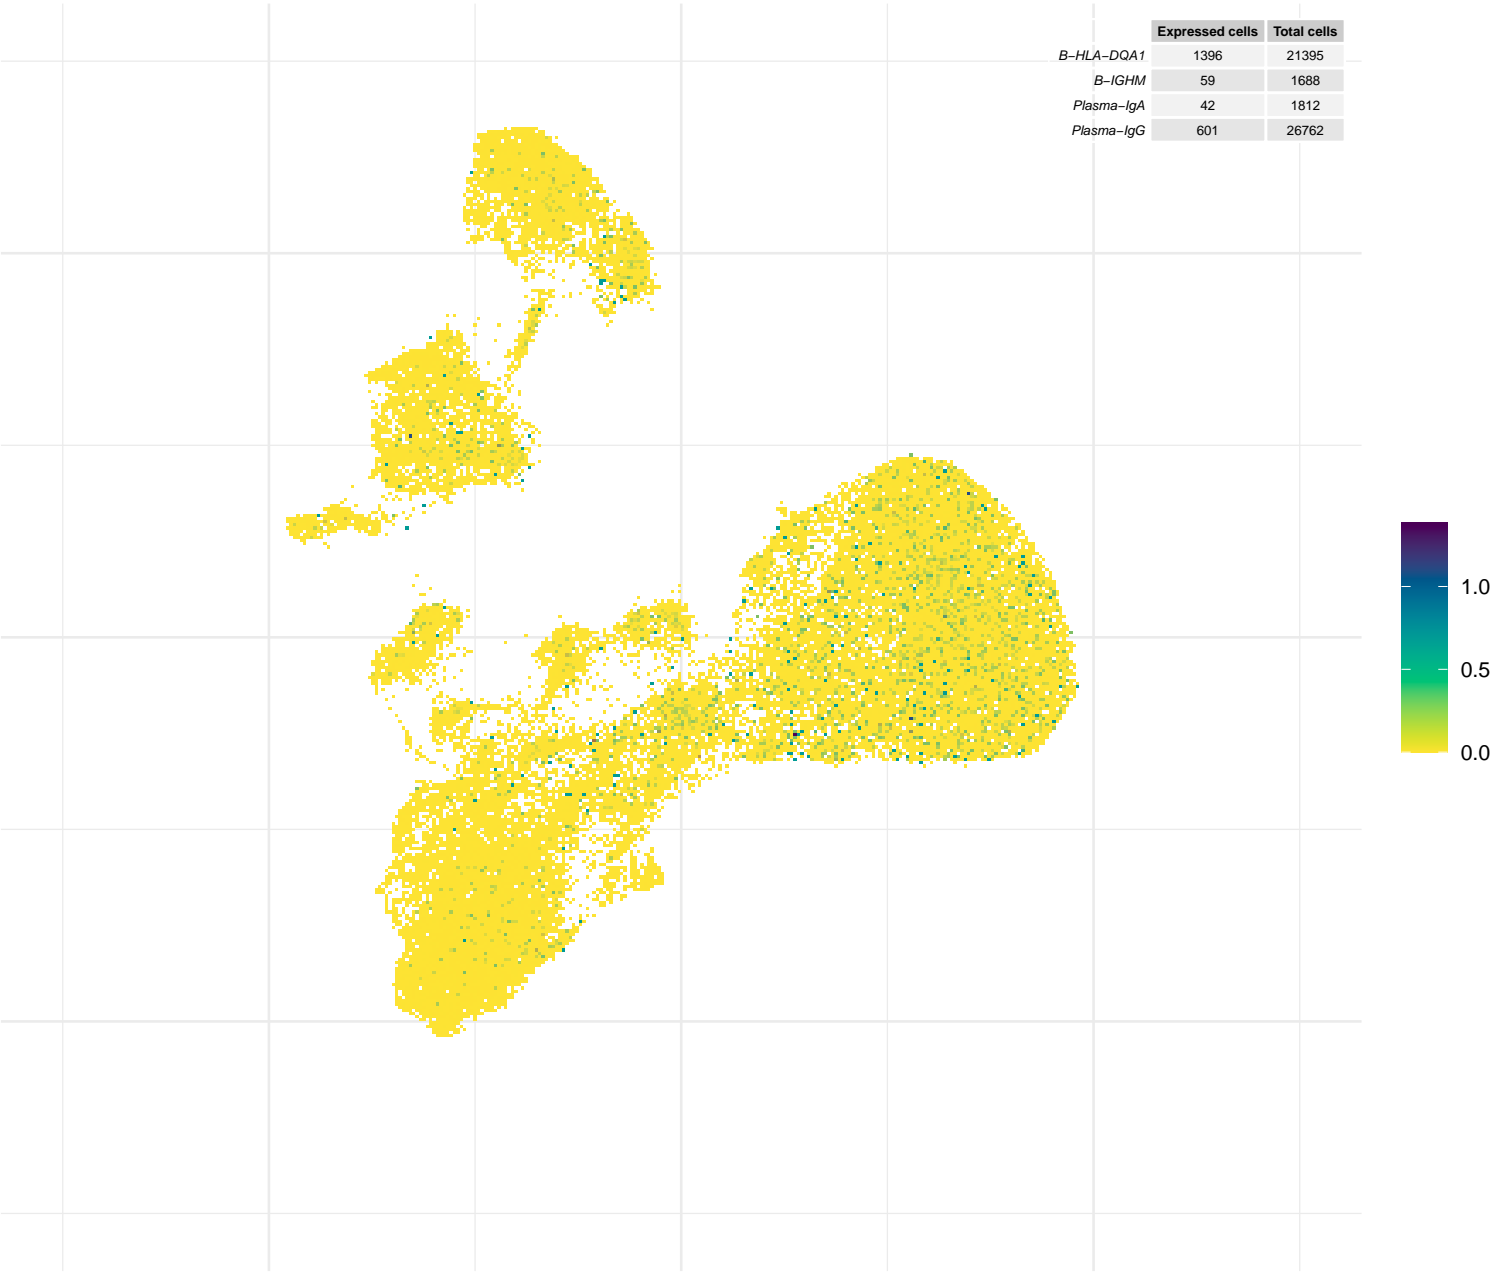 Expressed cells Total cells
B−HLA−DQA1 1396 21395
B−IGHM 59 1688
Plasma−IgA 42 1812
Plasma−IgG 601 26762
1.0
0.5
0.0